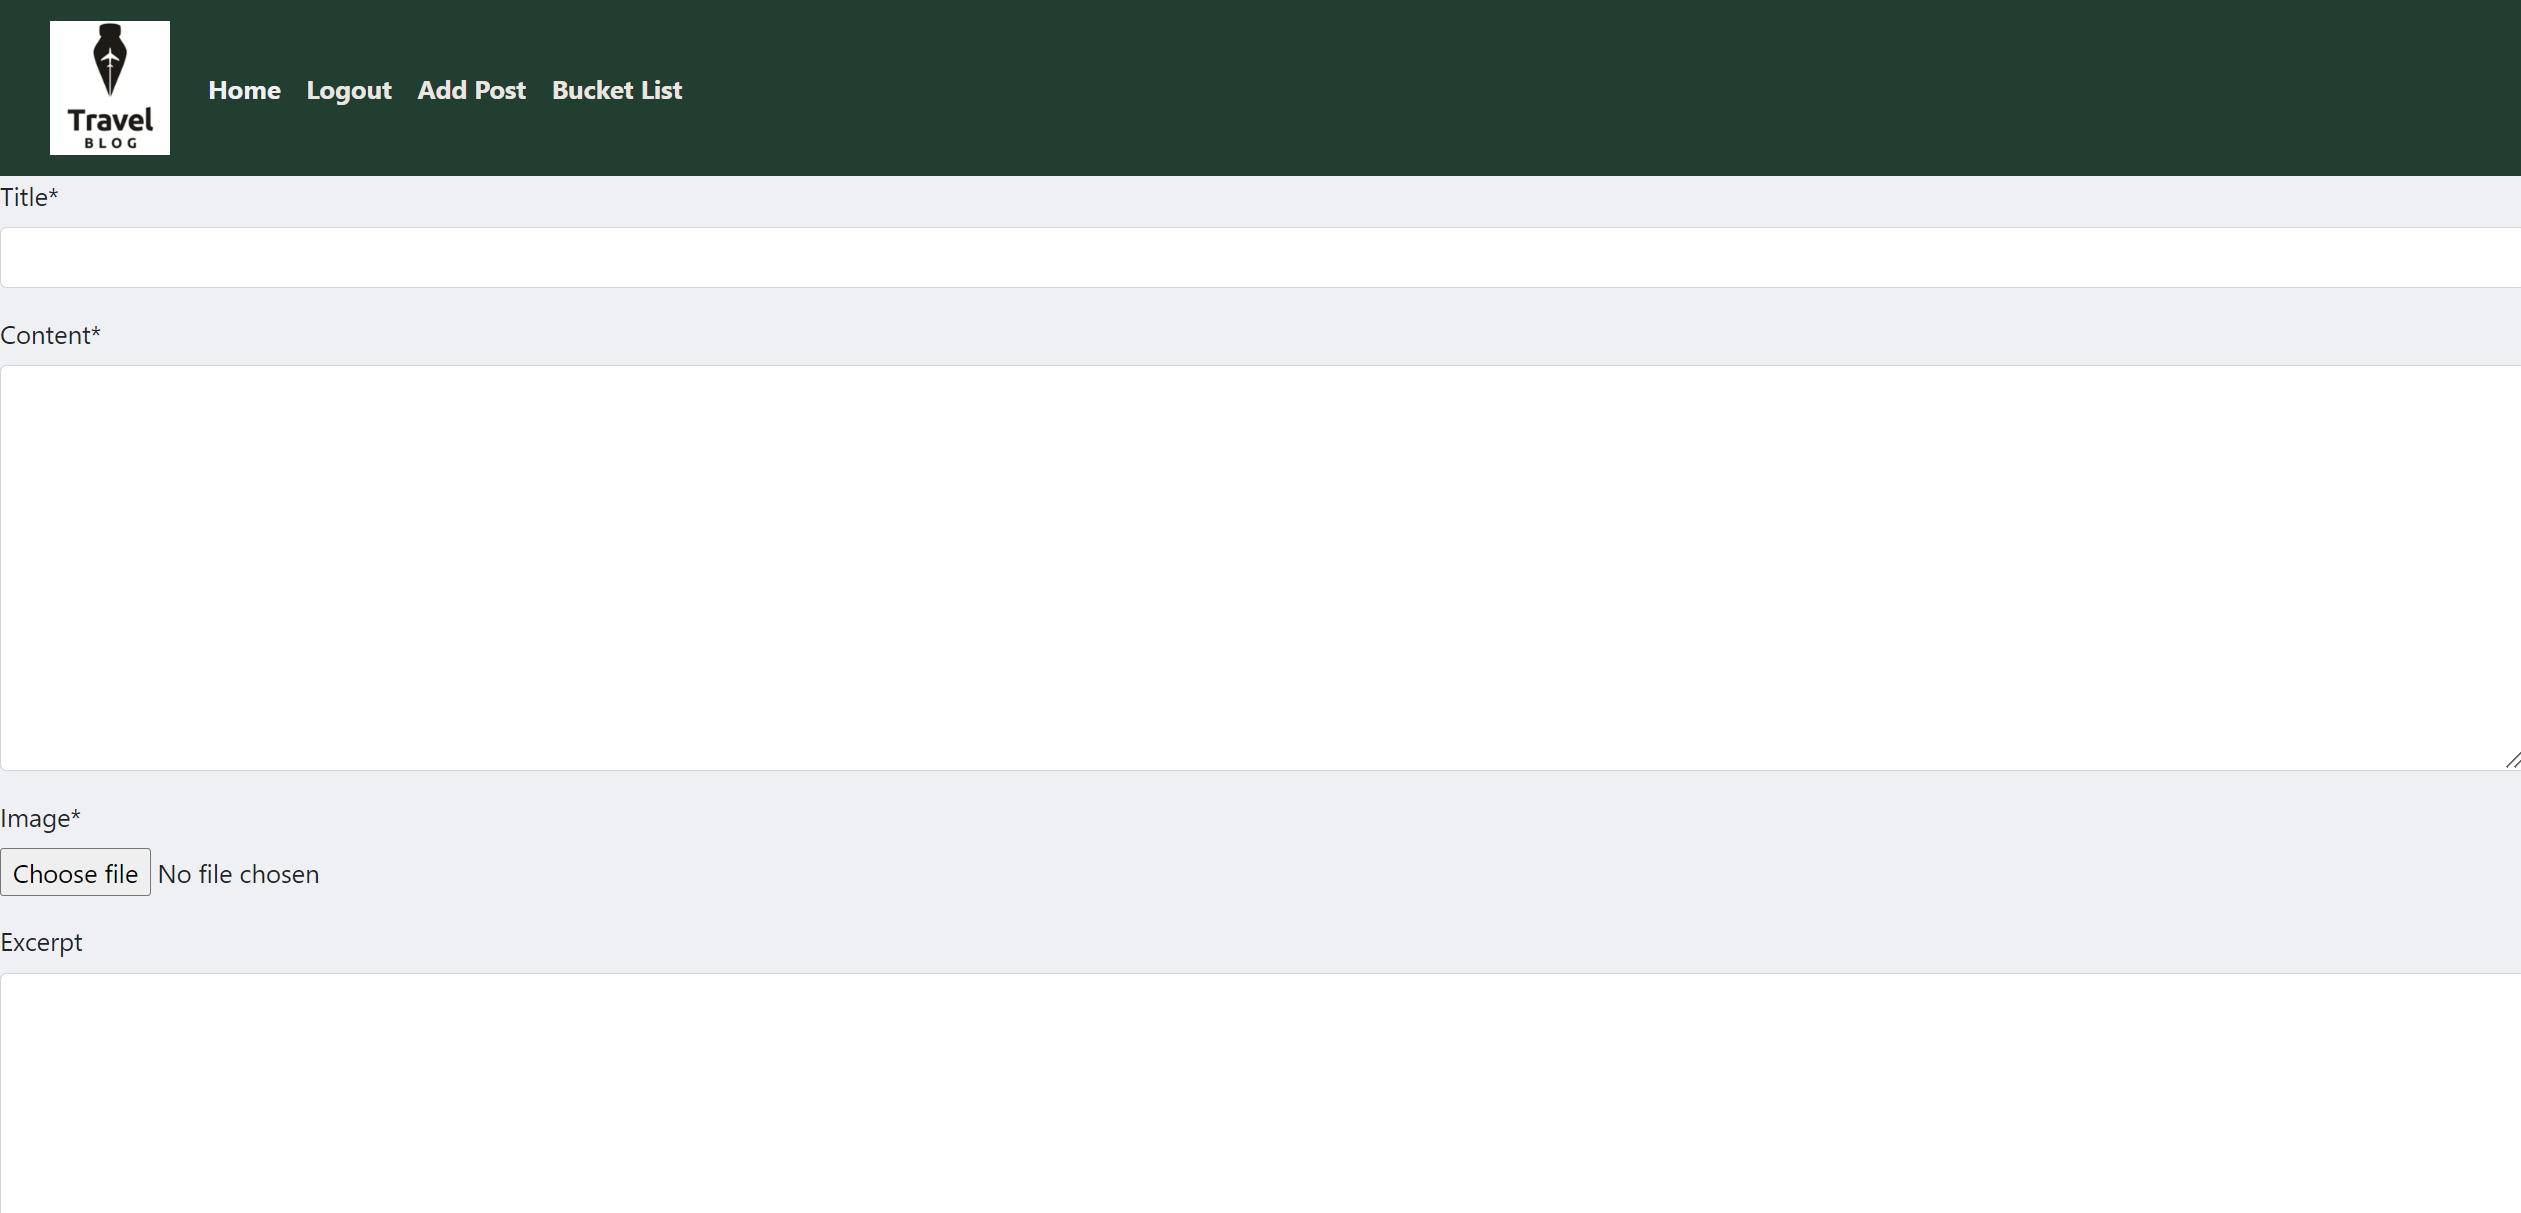 Travel
BLOG
Home Logout Add Post Bucket List
Title*
Content*
Image*
Choose file No file chosen
Excerpt